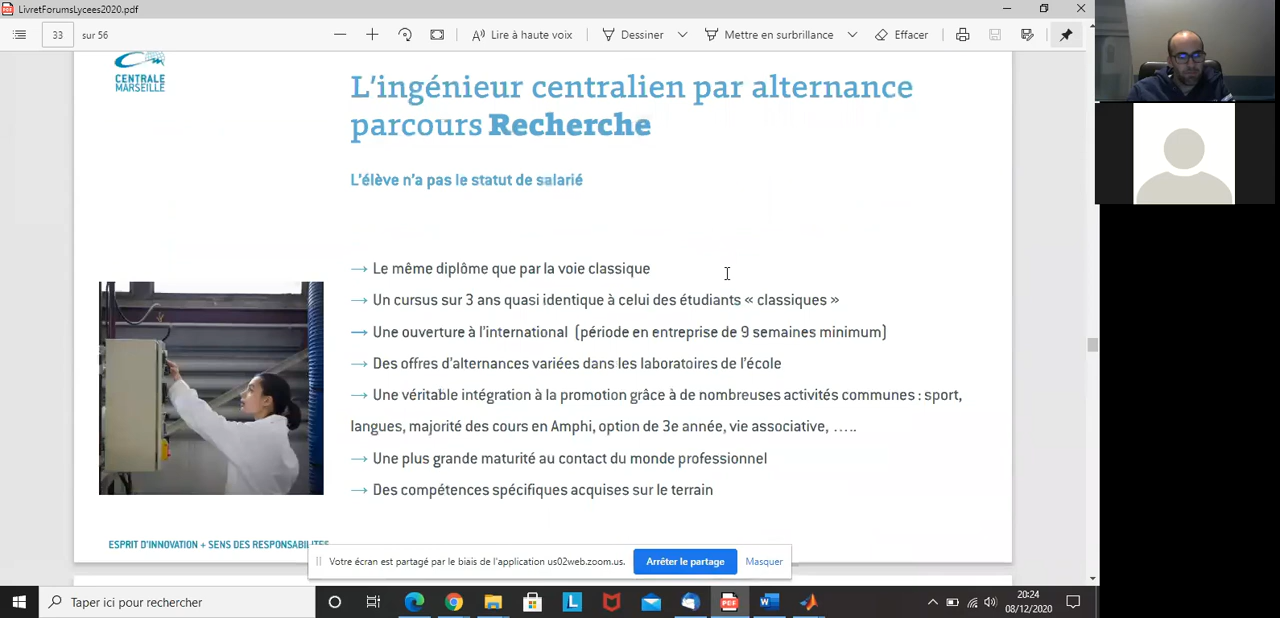 LivretForumsLycees2020.pdf
33 sur 56 Lire à haute voix Dessiner Mettre en surbrillance Effacer
CENTRALE
MARSEILLE
L'ingénieur centralien par alternance
parcours Recherche
L'élève n'a pas le statut de salarié
→ Le même diplôme que par la voie classique
→ Un cursus sur 3 ans quasi identique à celui des étudiants « classiques »
→ Une ouverture à l'international (période en entreprise de 9 semaines minimum)
→ Des offres d'alternances variées dans les laboratoires de l'école
→ Une véritable intégration à la promotion grâce à de nombreuses activités communes : sport,
langues, majorité des cours en Amphi, option de 3e année, vie associative, …..
→ Une plus grande maturité au contact du monde professionnel
→ Des compétences spécifiques acquises sur le terrain
ESPRIT D'INNOVATION + SENS DES RESPONSABILITES
Votre écran est partagé par le biais de l'application us02web.zoom.us. Arrêter le partage Masquer
Taper ici pour rechercher
20:24
08/12/2020